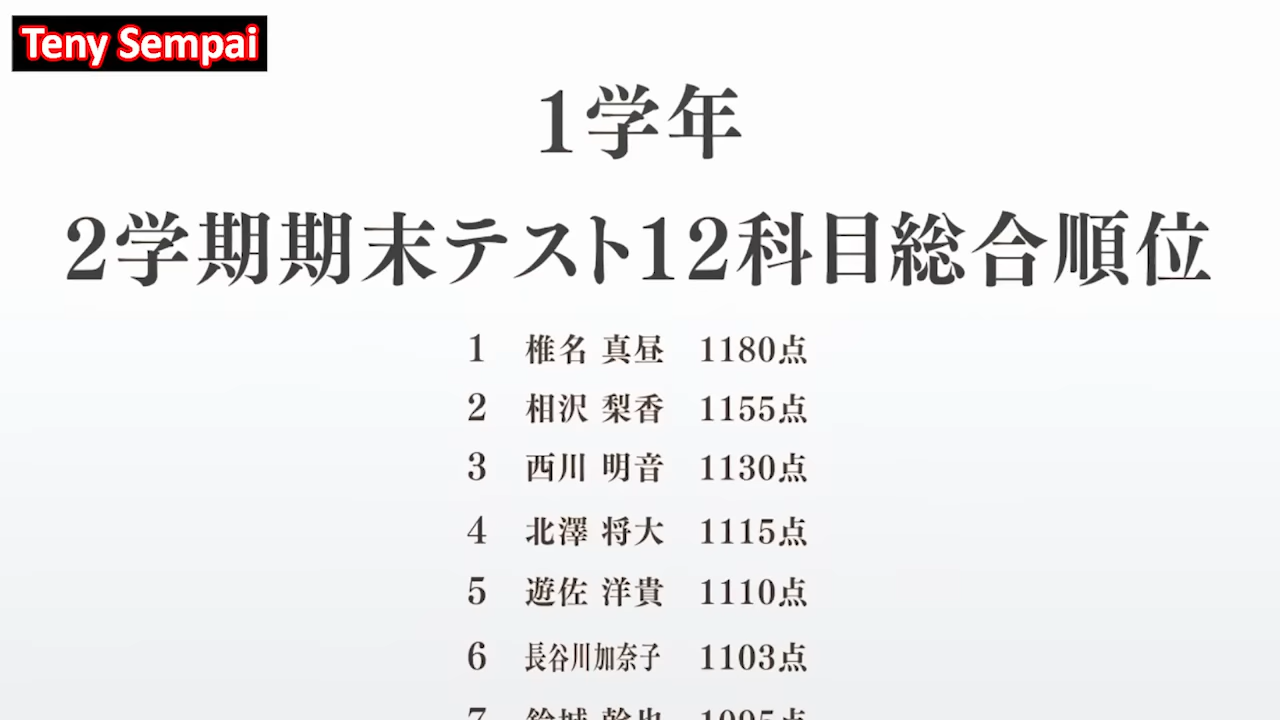 Teny Sempai
1学年
2学期期末テスト12科目総合順位
1 椎名 真昼 1180点
2 相沢 梨香 1155点
3 西川 明音 1130点
4 北澤 将大 1115点
5 遊佐 洋貴 1110点
6 長谷川加奈子 1103点
7